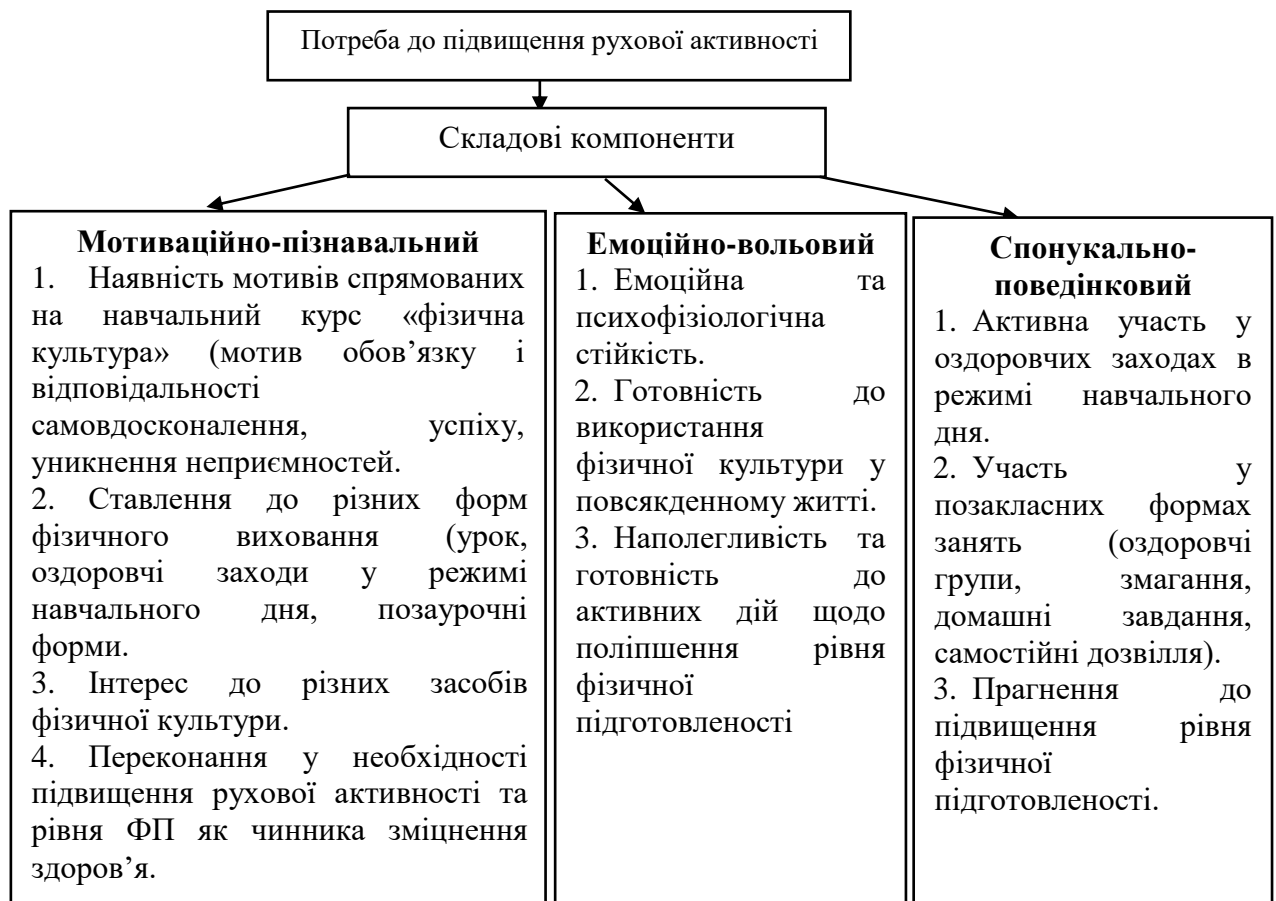 Потреба до підвищення рухової активності
Складові компоненти
Мотиваційно-пізнавальний
1. Наявність мотивів спрямованих
на навчальний курс «фізична
культура» (мотив обов’язку і
відповідальності
самовдосконалення, успіху,
уникнення неприємностей.
2. Ставлення до різних форм
фізичного виховання (урок,
оздоровчі заходи у режимі
навчального дня, позаурочні
форми.
3. Інтерес до різних засобів
фізичної культури.
4. Переконання у необхідності
підвищення рухової активності та
рівня ФП як чинника зміцнення
здоров’я.
Емоційно-вольовий
1. Емоційна та
психофізіологічна
стійкість.
2. Готовність до
використання
фізичної культури у
повсякденному житті.
3. Наполегливість та
готовність до
активних дій щодо
поліпшення рівня
фізичної
підготовленості
Спонукально-
поведінковий
1. Активна участь у
оздоровчих заходах в
режимі навчального
дня.
2. Участь у
позакласних формах
занять (оздоровчі
групи, змагання,
домашні завдання,
самостійні дозвілля).
3. Прагнення до
підвищення рівня
фізичної
підготовленості.